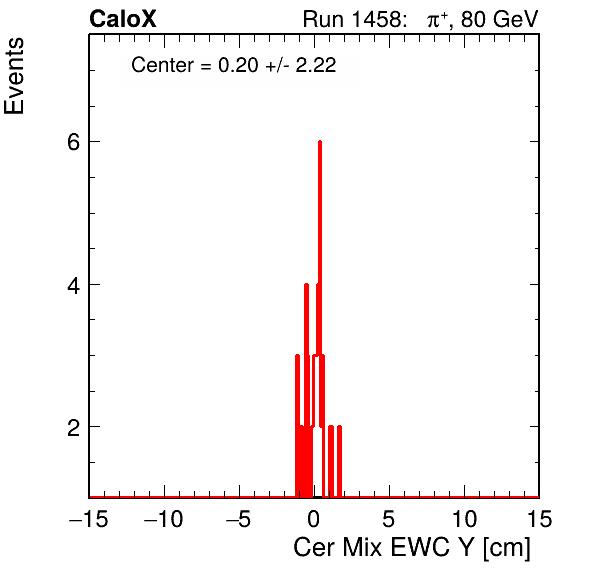 CaloX Run 1458: π+, 80 GeV
Center = 0.20 +/- 2.22
Events
6
4
2
−15 −10 −5 0 5 10 15
Cer Mix EWC Y [cm]